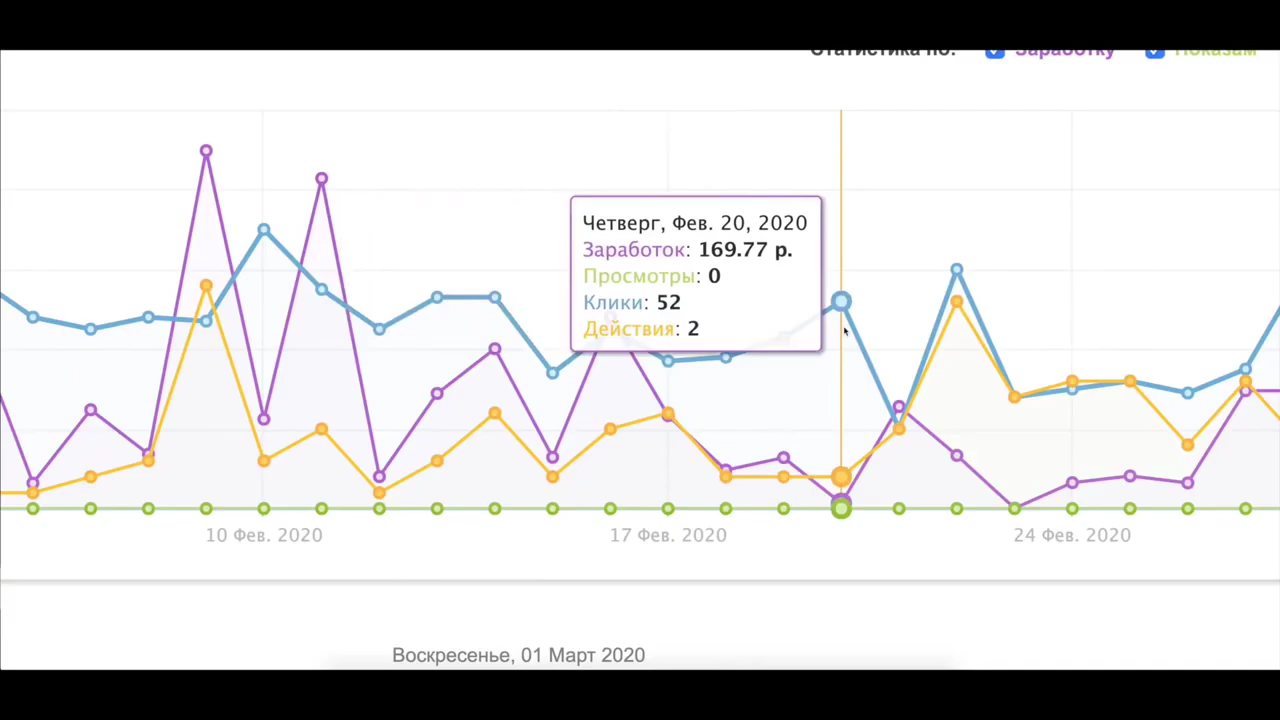 Статистика по: Заработку Показам
Четверг, Фев. 20, 2020
Заработок: 169.77 р.
Просмотры: 0
Клики: 52
Действия: 2
10 Фев. 2020 17 Фев. 2020 24 Фев. 2020
Воскресенье, 01 Март 2020